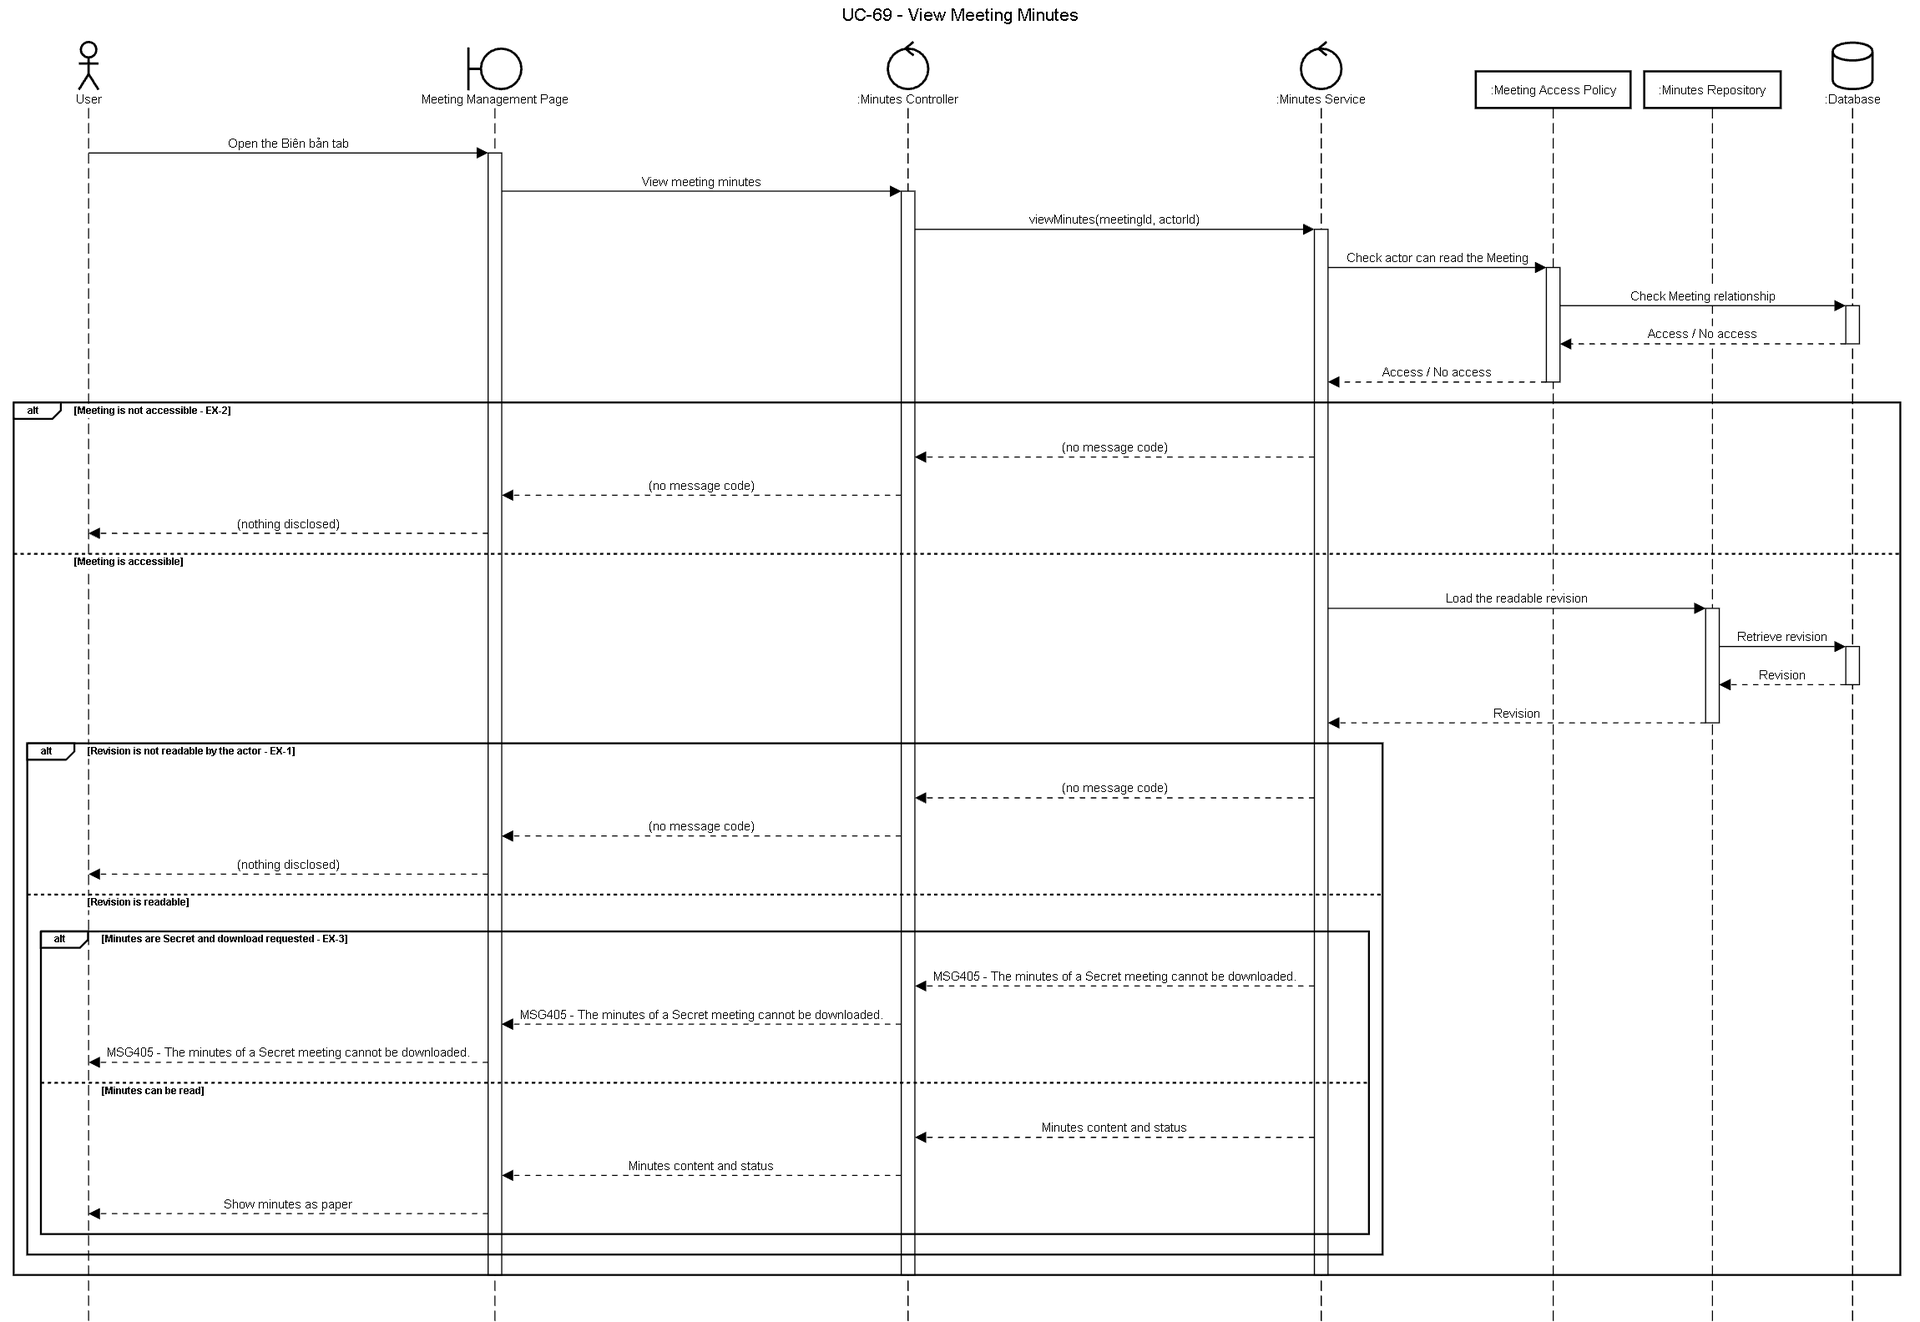 UC-69 - View Meeting Minutes
User
Meeting Management Page
:Minutes Controller
:Minutes Service
:Meeting Access Policy
:Minutes Repository
:Database
Open the Biên bản tab
View meeting minutes
viewMinutes(meetingId, actorId)
Check actor can read the Meeting
Check Meeting relationship
Access / No access
Access / No access
alt
[Meeting is not accessible - EX-2]
(no message code)
(no message code)
(nothing disclosed)
[Meeting is accessible]
Load the readable revision
Retrieve revision
Revision
Revision
alt
[Revision is not readable by the actor - EX-1]
(no message code)
(no message code)
(nothing disclosed)
[Revision is readable]
alt
[Minutes are Secret and download requested - EX-3]
MSG405 - The minutes of a Secret meeting cannot be downloaded.
MSG405 - The minutes of a Secret meeting cannot be downloaded.
MSG405 - The minutes of a Secret meeting cannot be downloaded.
[Minutes can be read]
Minutes content and status
Minutes content and status
Show minutes as paper